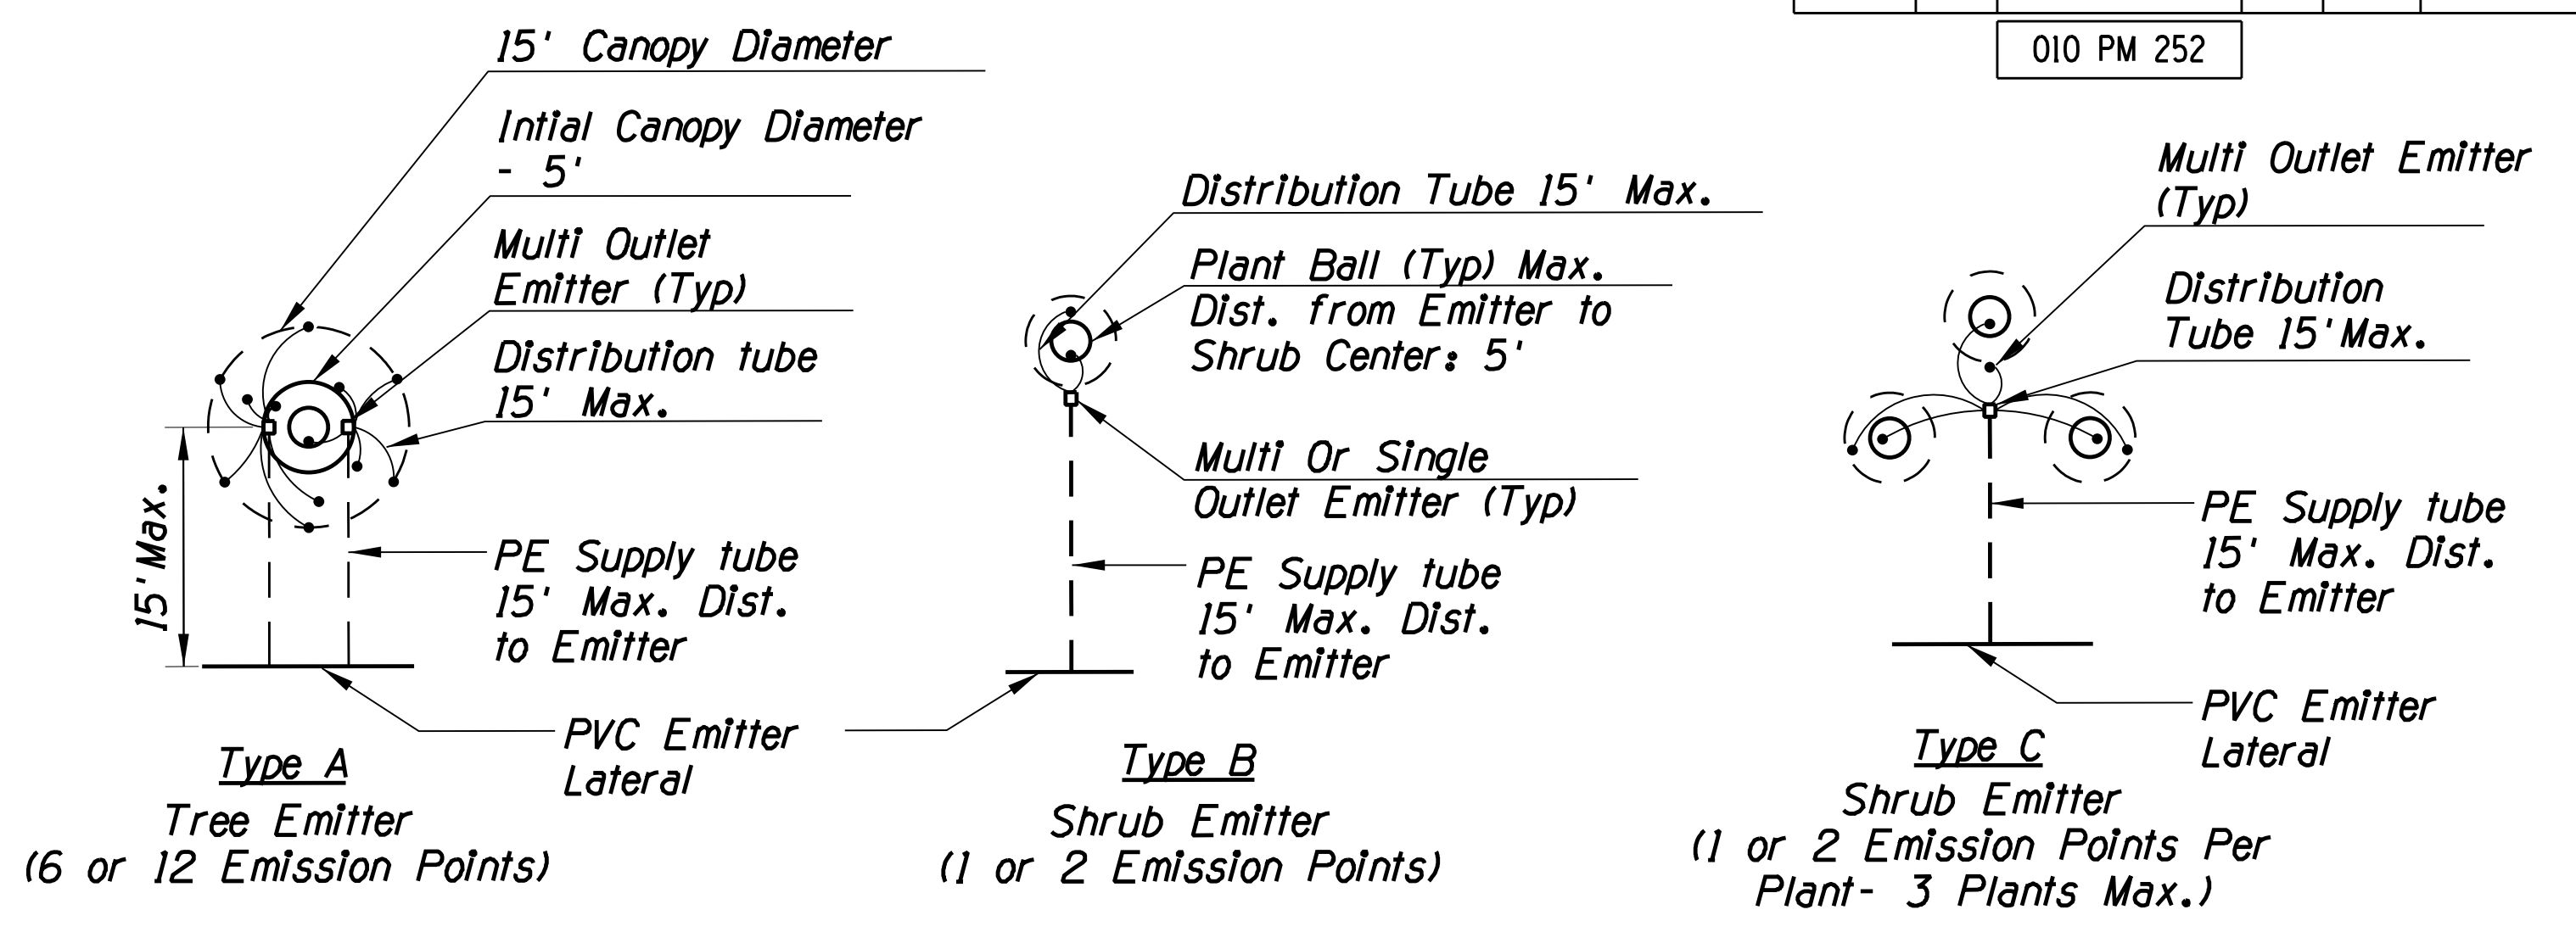 010 PM 252
15' Canopy Diameter
Intial Canopy Diameter
- 5'
Multi Outlet
Emitter (Typ)
Distribution tube
15' Max.
15' Max.
PE Supply tube
15' Max. Dist.
to Emitter
PVC Emitter
Lateral
Type A
Tree Emitter
(6 or 12 Emission Points)
Distribution Tube 15' Max.
Plant Ball (Typ) Max.
Dist. from Emitter to
Shrub Center: 5'
Multi Or Single
Outlet Emitter (Typ)
PE Supply tube
15' Max. Dist.
to Emitter
Type B
Shrub Emitter
(1 or 2 Emission Points)
Multi Outlet Emitter
(Typ)
Distribution
Tube 15' Max.
PE Supply tube
15' Max. Dist.
to Emitter
PVC Emitter
Lateral
Type C
Shrub Emitter
(1 or 2 Emission Points Per
Plant- 3 Plants Max.)